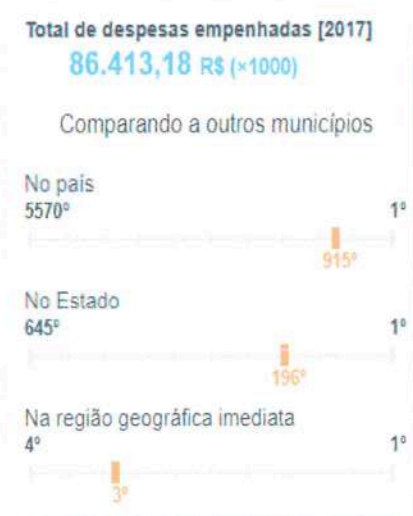 Total de despesas empenhadas [2017]
86.413,18 R$ (×1000)
Comparando a outros municípios
No país
5570º 1º
915º
No Estado
645º 1º
196º
Na região geográfica imediata
4º 1º
3º